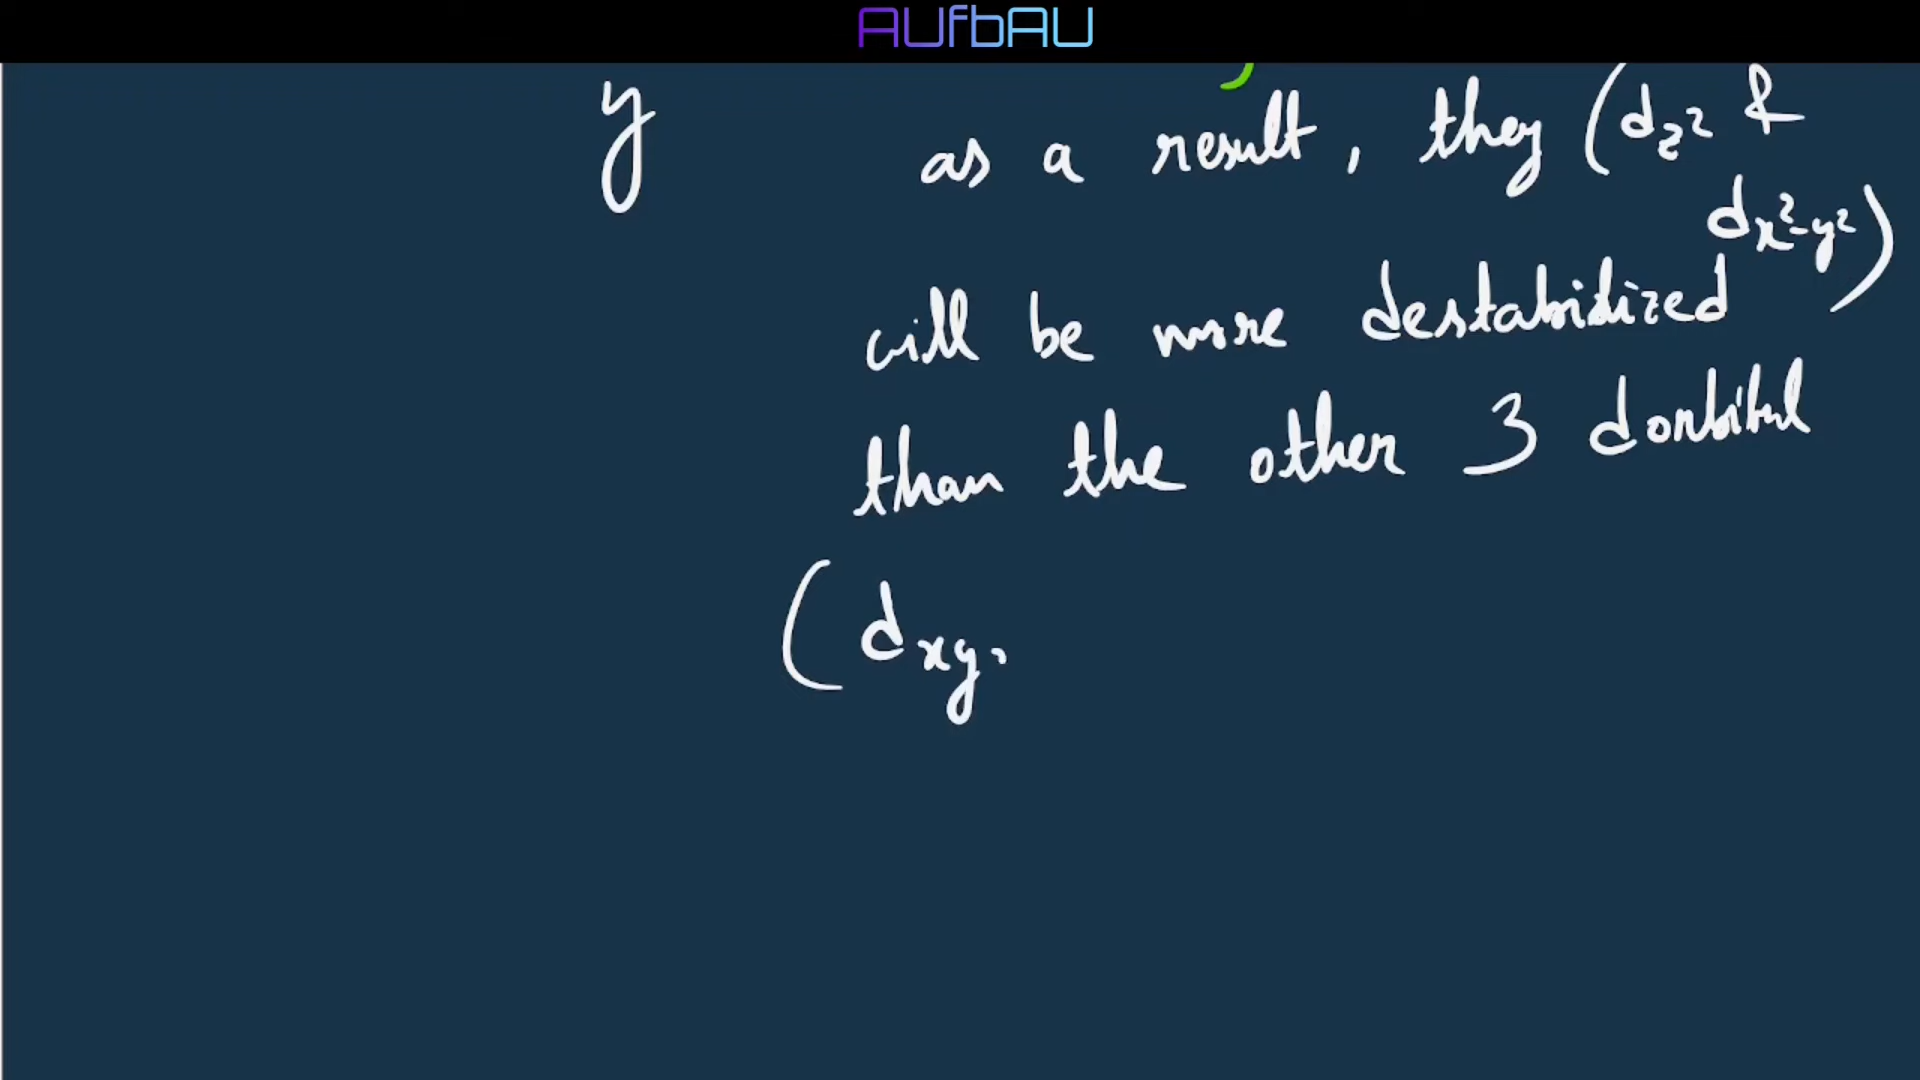 AUFBAU
y
as a result, they (dz² &
dx²-y²)
will be more destabilized
than the other 3 d orbital
(dxy,